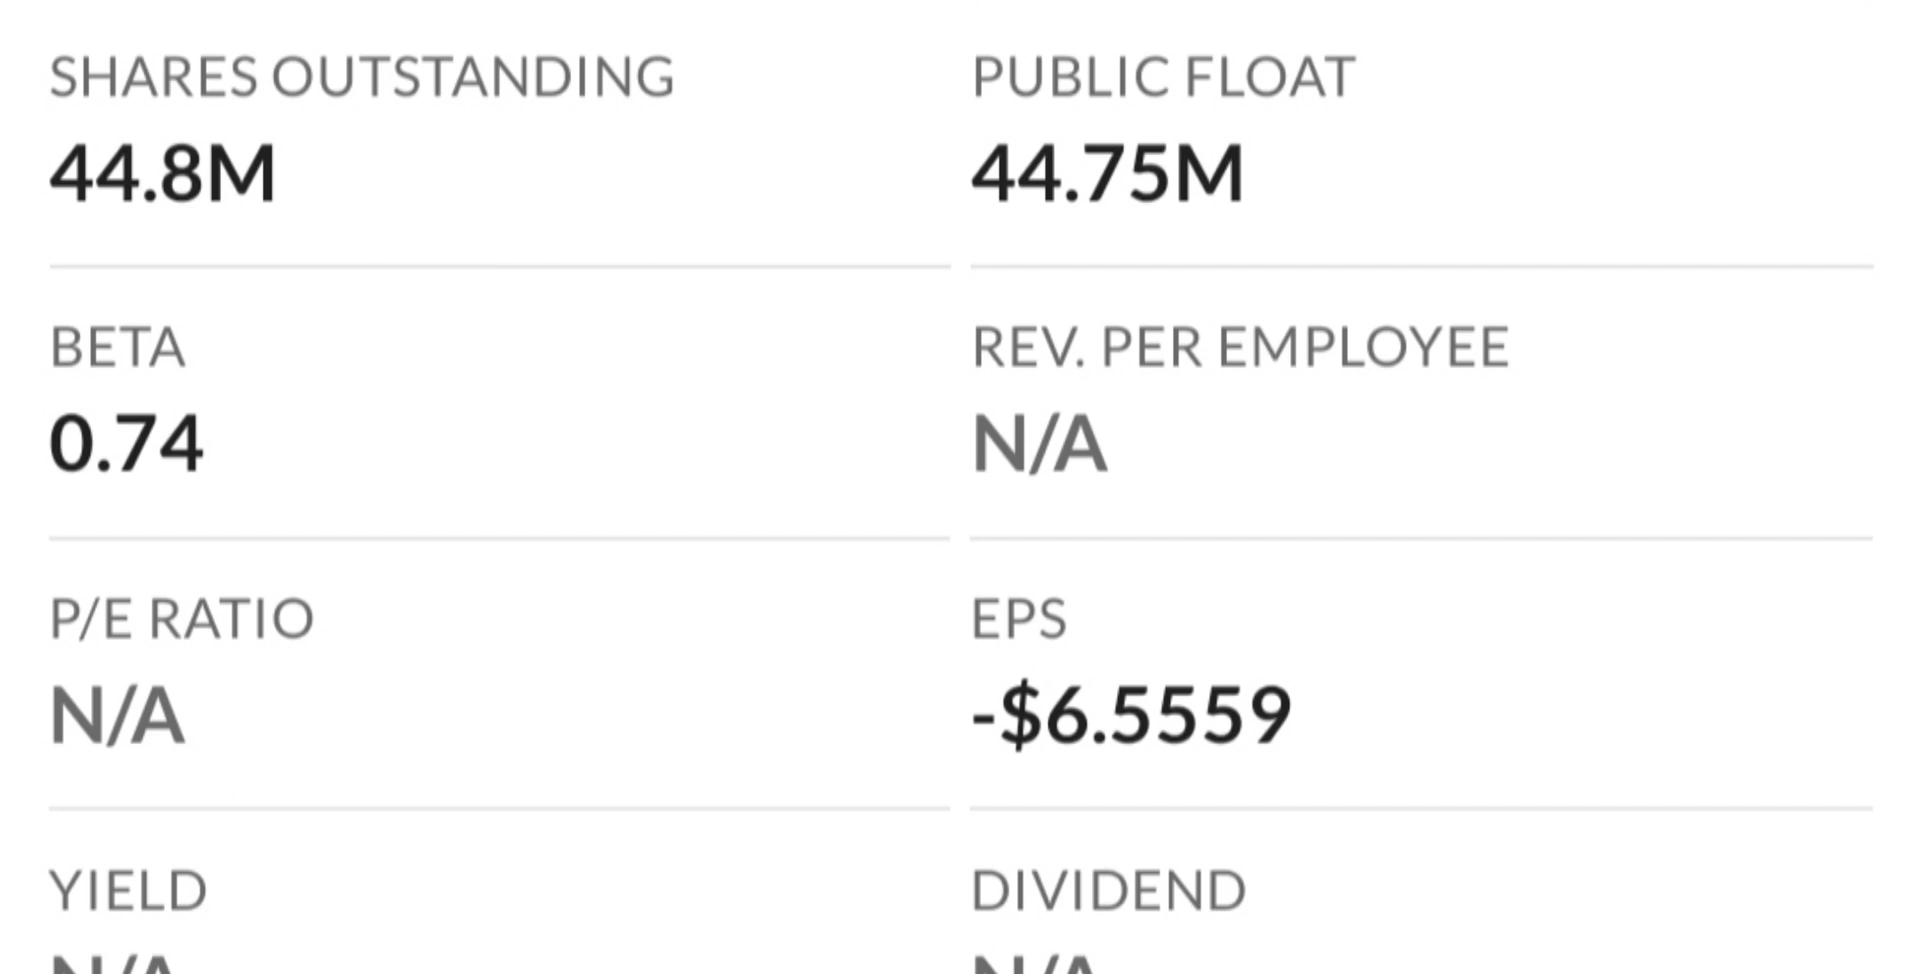 SHARES OUTSTANDING
44.8M
PUBLIC FLOAT
44.75M
BETA
0.74
REV. PER EMPLOYEE
N/A
P/E RATIO
N/A
EPS
-$6.5559
YIELD
N/A
DIVIDEND
N/A